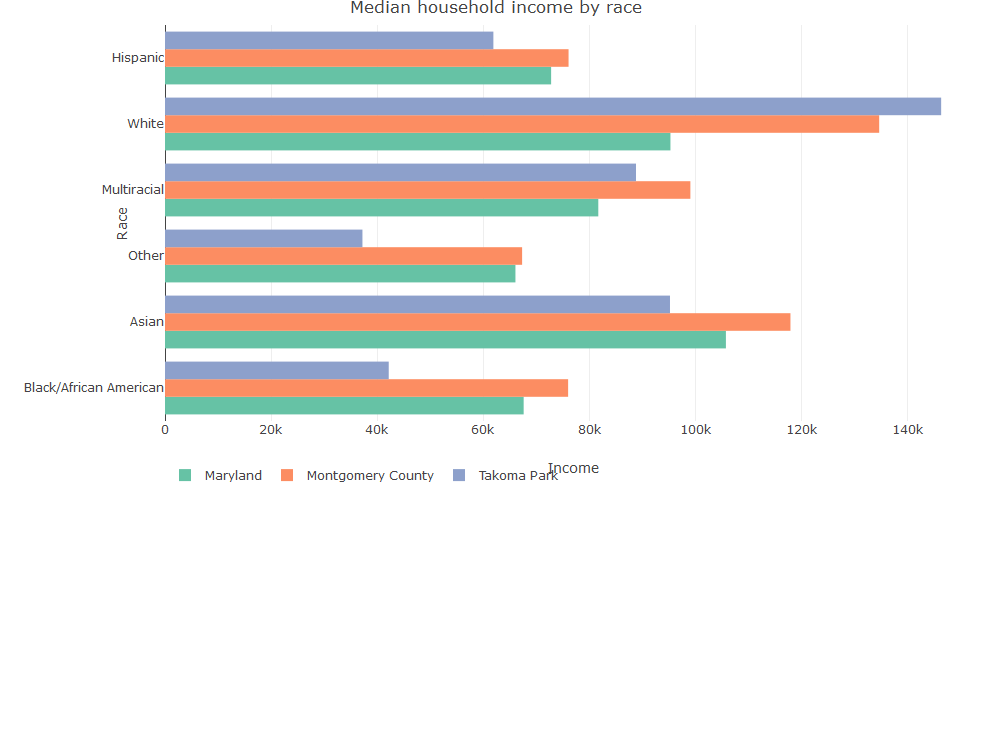 Median household income by race
Hispanic
White
Multiracial
Race
Other
Asian
Black/African American
0 20k 40k 60k 80k 100k 120k 140k
Income
Maryland Montgomery County Takoma Park